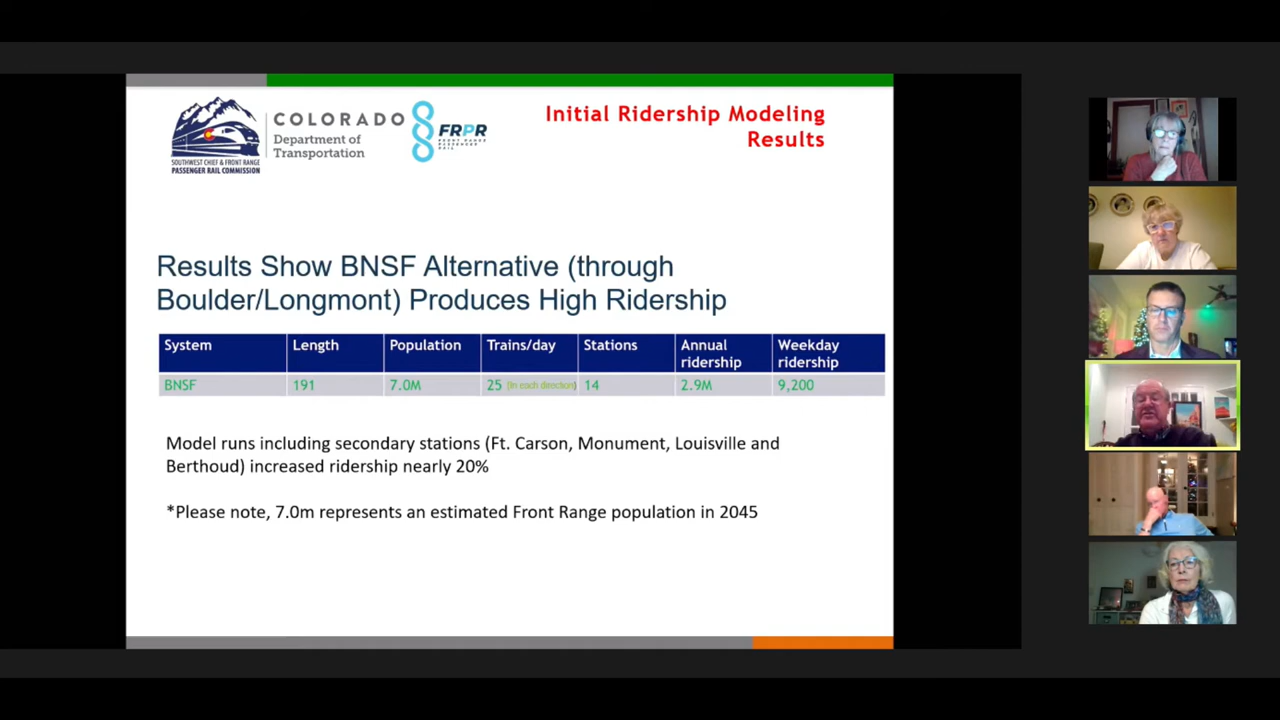 SOUTHWEST CHIEF & FRONT RANGE
PASSENGER RAIL COMMISSION
COLORADO
Department of
Transportation
FRPR
FRONT RANGE
PASSENGER
RAIL
Initial Ridership Modeling
Results
Results Show BNSF Alternative (through
Boulder/Longmont) Produces High Ridership
System Length Population Trains/day Stations Annual ridership Weekday ridership
BNSF 191 7.0M 25 (in each direction) 14 2.9M 9,200
Model runs including secondary stations (Ft. Carson, Monument, Louisville and
Berthoud) increased ridership nearly 20%
*Please note, 7.0m represents an estimated Front Range population in 2045